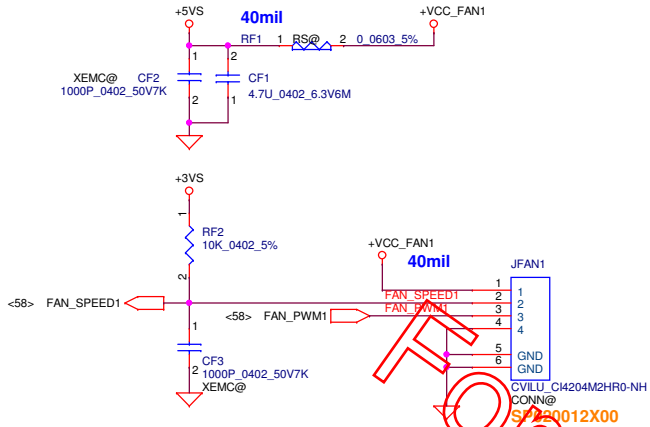 +5VS
40mil
+VCC_FAN1
RF1 1 RS@ 2 0_0603_5%
1 2
XEMC@ CF2 CF1
1000P_0402_50V7K 4.7U_0402_6.3V6M
2 1
+3VS
1
RF2
10K_0402_5%
2
+VCC_FAN1
40mil
JFAN1
<58> FAN_SPEED1
<58> FAN_PWM1
FAN_SPEED1
FAN_PWM1
1 1
2 2
3 3
4 4
5 GND
6 GND
1
CF3
2 1000P_0402_50V7K
XEMC@
CVILU_CI4204M2HR0-NH
CONN@